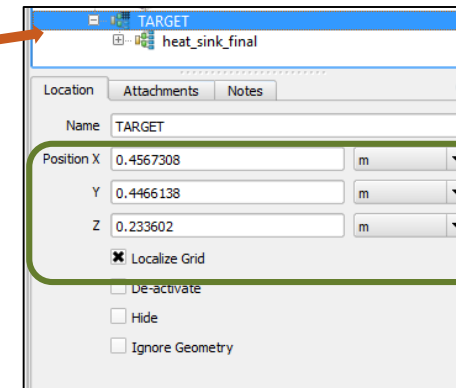 TARGET
heat_sink_final
Location Attachments Notes
Name TARGET
Position X 0.4567308 m
Y 0.4466138 m
Z 0.233602 m
Localize Grid
De-activate
Hide
Ignore Geometry